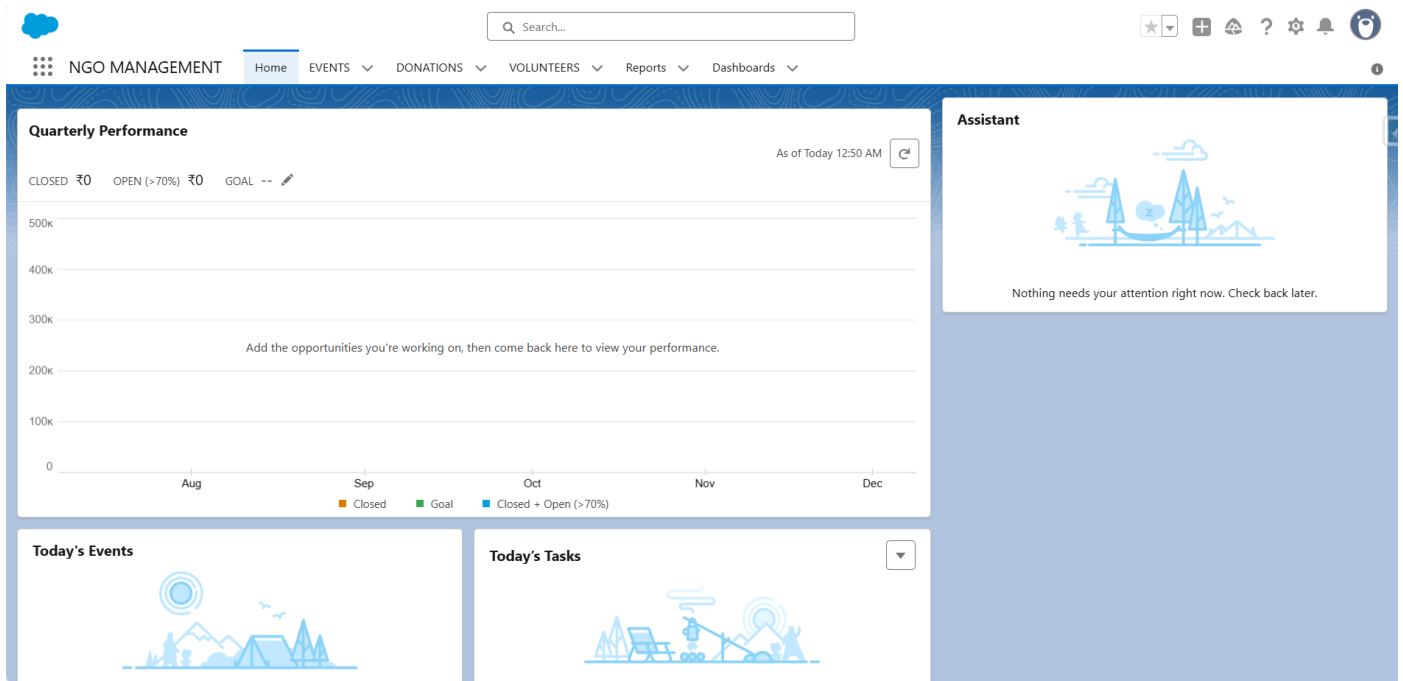 Search...
NGO MANAGEMENT Home EVENTS DONATIONS VOLUNTEERS Reports Dashboards
Quarterly Performance
As of Today 12:50 AM
CLOSED ₹0 OPEN (>70%) ₹0 GOAL --
500K
400K
300K
Add the opportunities you're working on, then come back here to view your performance.
200K
100K
0
Aug Sep Oct Nov Dec
Closed Goal Closed + Open (>70%)
Assistant
z
Nothing needs your attention right now. Check back later.
Today's Events
Today's Tasks